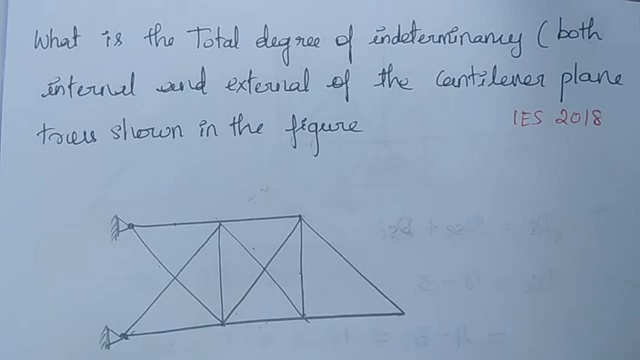 What is the Total degree of indeterminancy (both
internal and external of the cantilever plane
truss shown in the figure
IES 2018